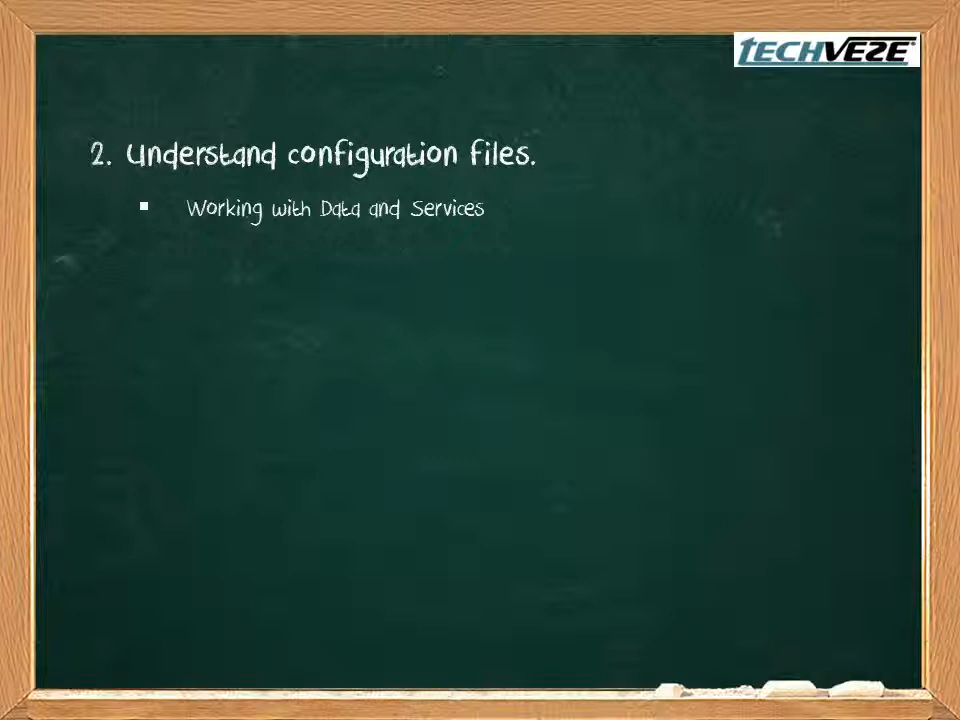 TECHVEZE®
2. Understand configuration files.
▪ Working with Data and Services